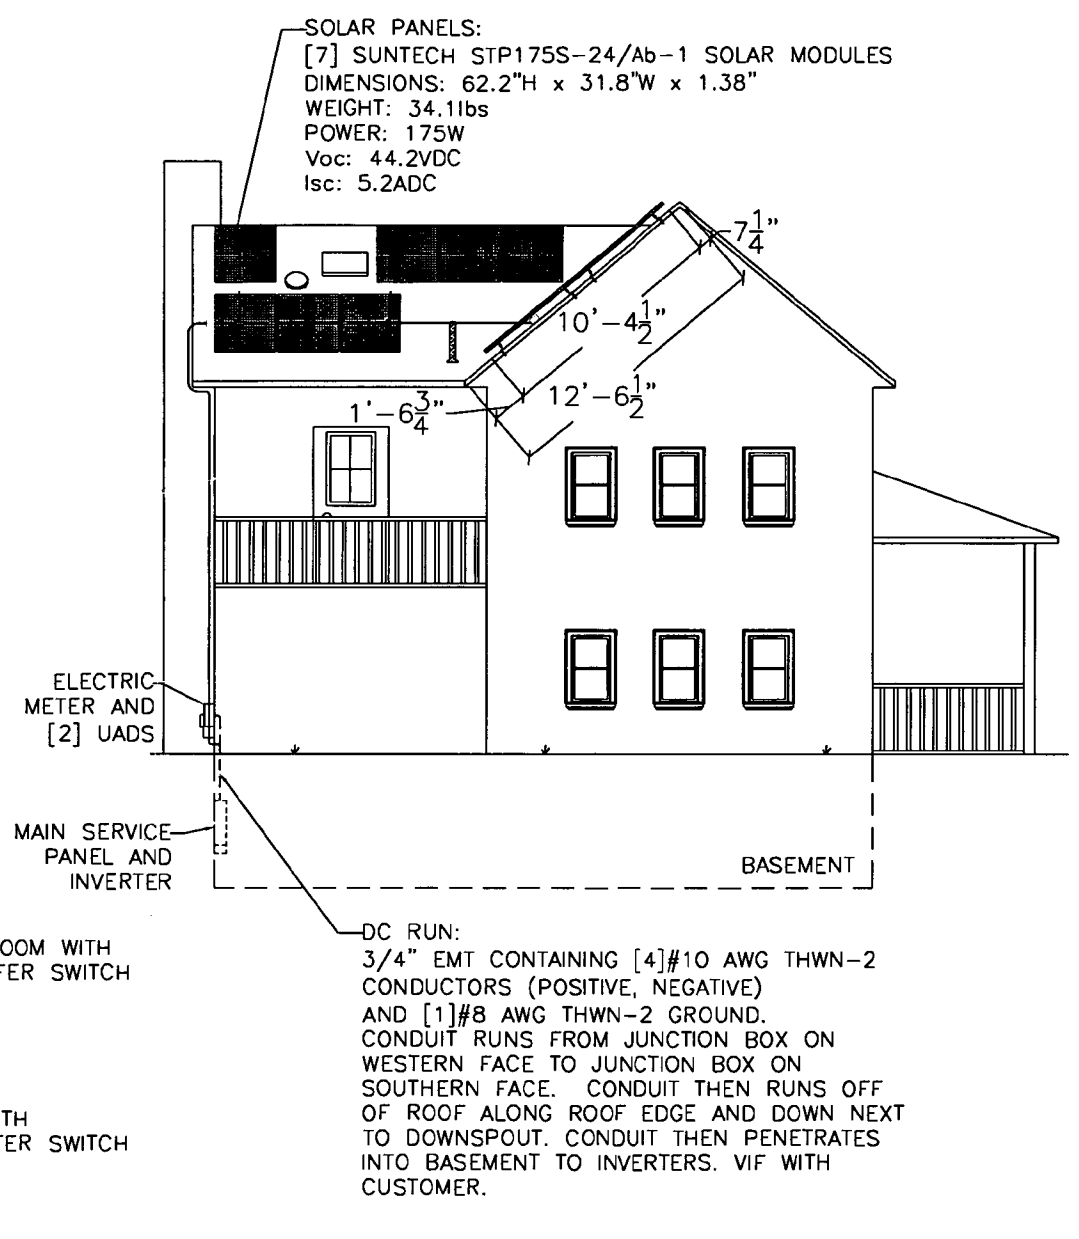 SOLAR PANELS:
[7] SUNTECH STP175S-24/Ab-1 SOLAR MODULES
DIMENSIONS: 62.2"H x 31.8"W x 1.38"
WEIGHT: 34.1lbs
POWER: 175W
Voc: 44.2VDC
Isc: 5.2ADC
7 1/4"
10'-4 1/2"
12'-6 1/2"
1'-6 3/4"
ELECTRIC
METER AND
[2] UADS
MAIN SERVICE
PANEL AND
INVERTER
BASEMENT
OOM WITH
FER SWITCH
TH
TER SWITCH
DC RUN:
3/4" EMT CONTAINING [4]#10 AWG THWN-2
CONDUCTORS (POSITIVE, NEGATIVE)
AND [1]#8 AWG THWN-2 GROUND.
CONDUIT RUNS FROM JUNCTION BOX ON
WESTERN FACE TO JUNCTION BOX ON
SOUTHERN FACE. CONDUIT THEN RUNS OFF
OF ROOF ALONG ROOF EDGE AND DOWN NEXT
TO DOWNSPOUT. CONDUIT THEN PENETRATES
INTO BASEMENT TO INVERTERS. VIF WITH
CUSTOMER.